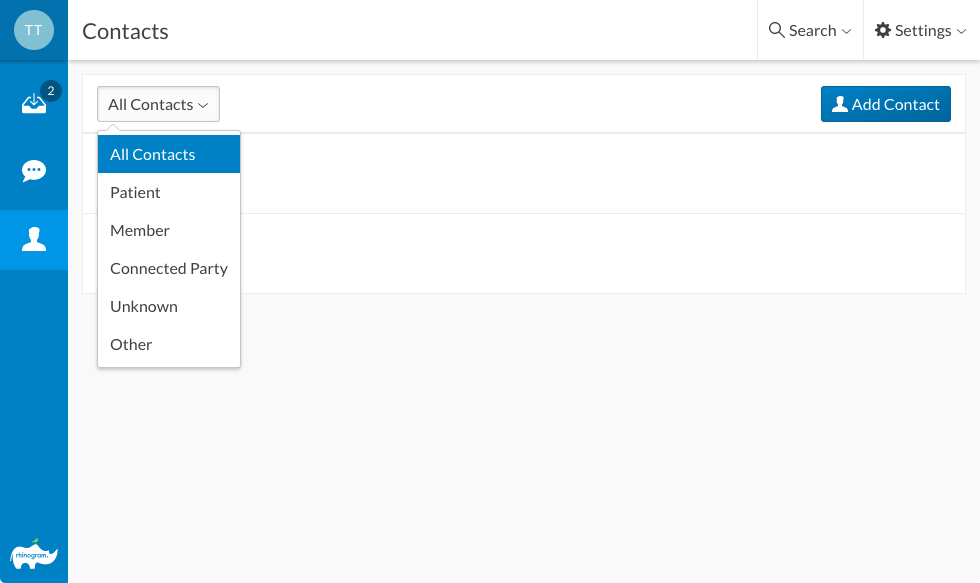 TT
Contacts
Search
Settings
2
All Contacts
Add Contact
All Contacts
Patient
Member
Connected Party
Unknown
Other
rhinogram.